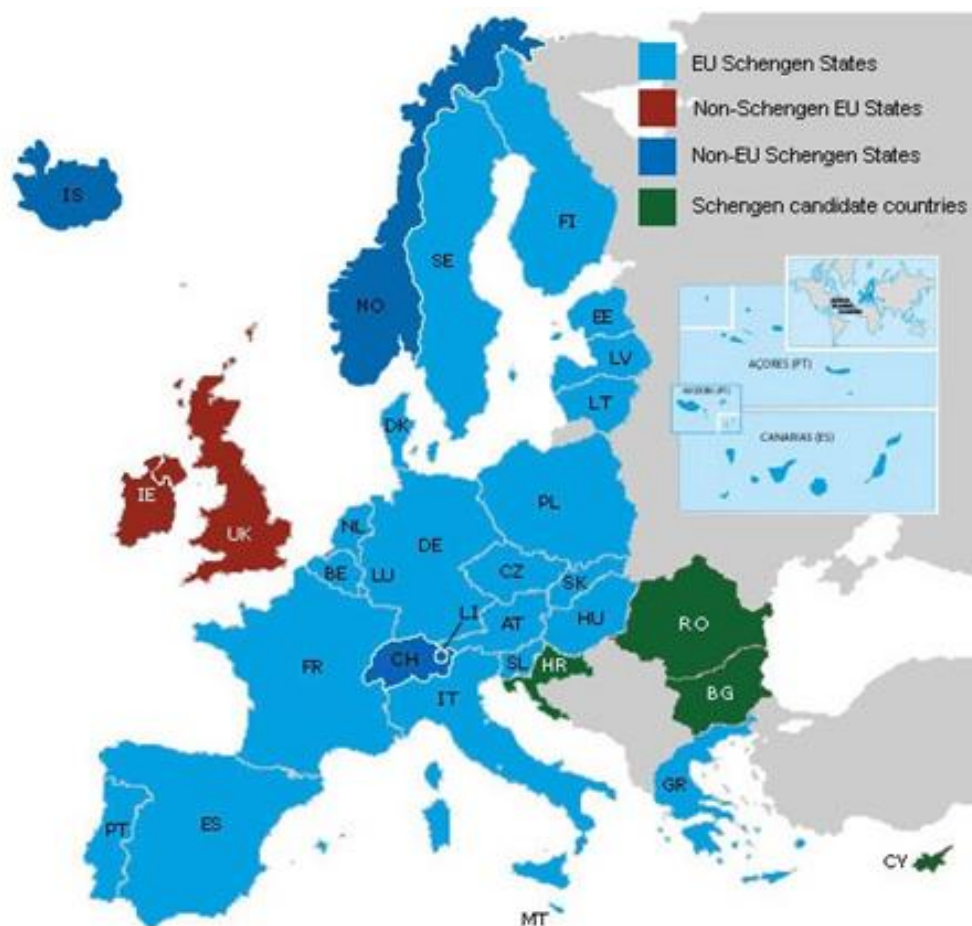 EU Schengen States
Non-Schengen EU States
Non-EU Schengen States
Schengen candidate countries
IS
FI
SE
NO
EE
LV
LT
AÇORES (PT)
CANARIAS (ES)
DK
IE
UK
NL
DE
PL
BE
LU
CZ
SK
LI
AT
HU
RO
FR
CH
SL
HR
IT
BG
GR
PT
ES
CY
MT